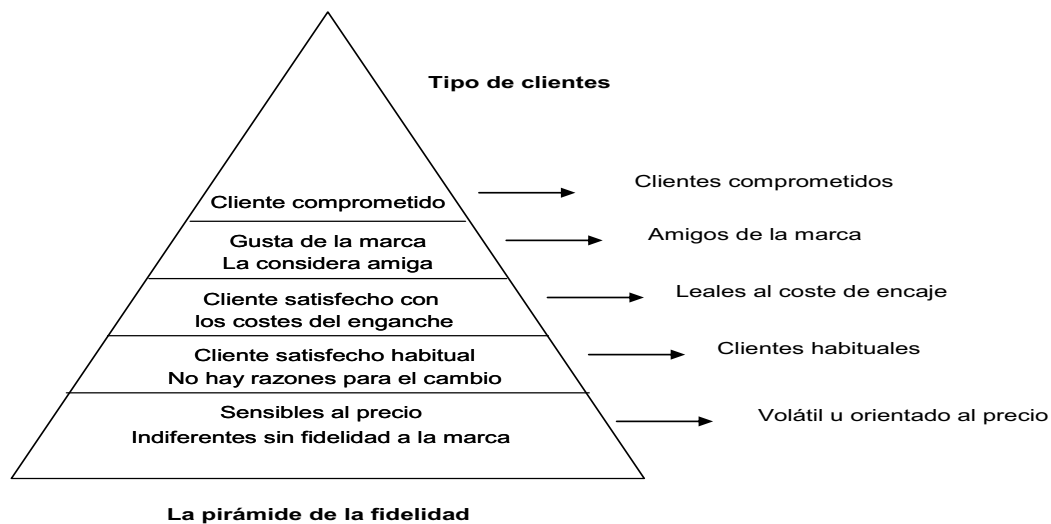 Tipo de clientes
Cliente comprometido
Clientes comprometidos
Gusta de la marca
La considera amiga
Amigos de la marca
Cliente satisfecho con
los costes del enganche
Leales al coste de encaje
Cliente satisfecho habitual
No hay razones para el cambio
Clientes habituales
Sensibles al precio
Indiferentes sin fidelidad a la marca
Volátil u orientado al precio
La pirámide de la fidelidad